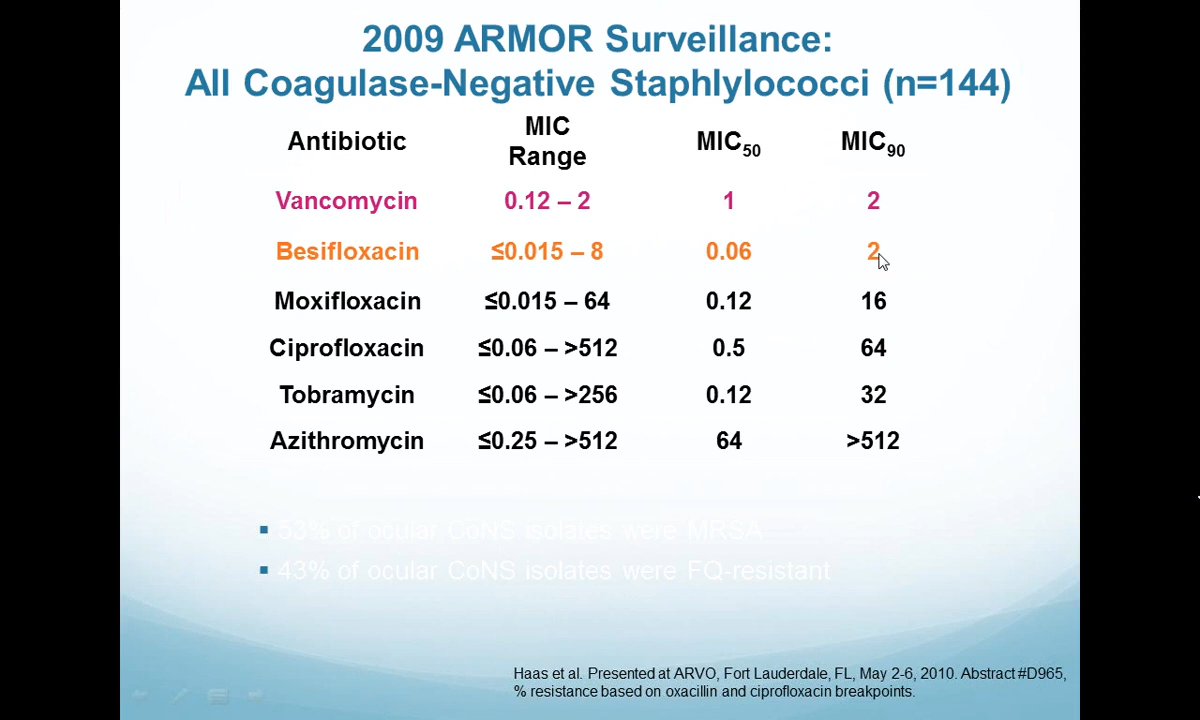 2009 ARMOR Surveillance:
All Coagulase-Negative Staphlylococci (n=144)
Antibiotic MIC Range MIC50 MIC90
Vancomycin 0.12 – 2 1 2
Besifloxacin ≤0.015 – 8 0.06 2
Moxifloxacin ≤0.015 – 64 0.12 16
Ciprofloxacin ≤0.06 – >512 0.5 64
Tobramycin ≤0.06 – >256 0.12 32
Azithromycin ≤0.25 – >512 64 >512
▪ 53% of ocular CoNS isolates were MRSA
▪ 43% of ocular CoNS isolates were FQ-resistant
Haas et al. Presented at ARVO, Fort Lauderdale, FL, May 2-6, 2010. Abstract #D965,
% resistance based on oxacillin and ciprofloxacin breakpoints.